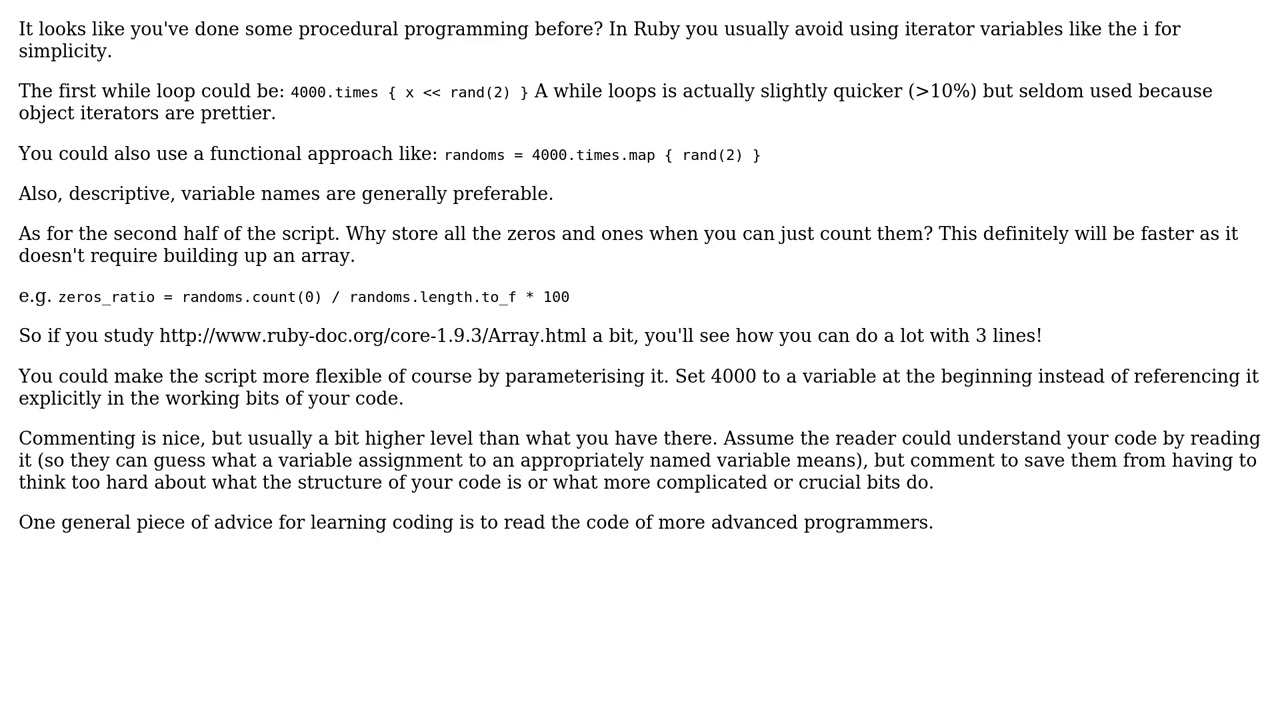 It looks like you've done some procedural programming before? In Ruby you usually avoid using iterator variables like the i for
simplicity.
The first while loop could be: 4000.times { x << rand(2) } A while loops is actually slightly quicker (>10%) but seldom used because
object iterators are prettier.
You could also use a functional approach like: randoms = 4000.times.map { rand(2) }
Also, descriptive, variable names are generally preferable.
As for the second half of the script. Why store all the zeros and ones when you can just count them? This definitely will be faster as it
doesn't require building up an array.
e.g. zeros_ratio = randoms.count(0) / randoms.length.to_f * 100
So if you study http://www.ruby-doc.org/core-1.9.3/Array.html a bit, you'll see how you can do a lot with 3 lines!
You could make the script more flexible of course by parameterising it. Set 4000 to a variable at the beginning instead of referencing it
explicitly in the working bits of your code.
Commenting is nice, but usually a bit higher level than what you have there. Assume the reader could understand your code by reading
it (so they can guess what a variable assignment to an appropriately named variable means), but comment to save them from having to
think too hard about what the structure of your code is or what more complicated or crucial bits do.
One general piece of advice for learning coding is to read the code of more advanced programmers.